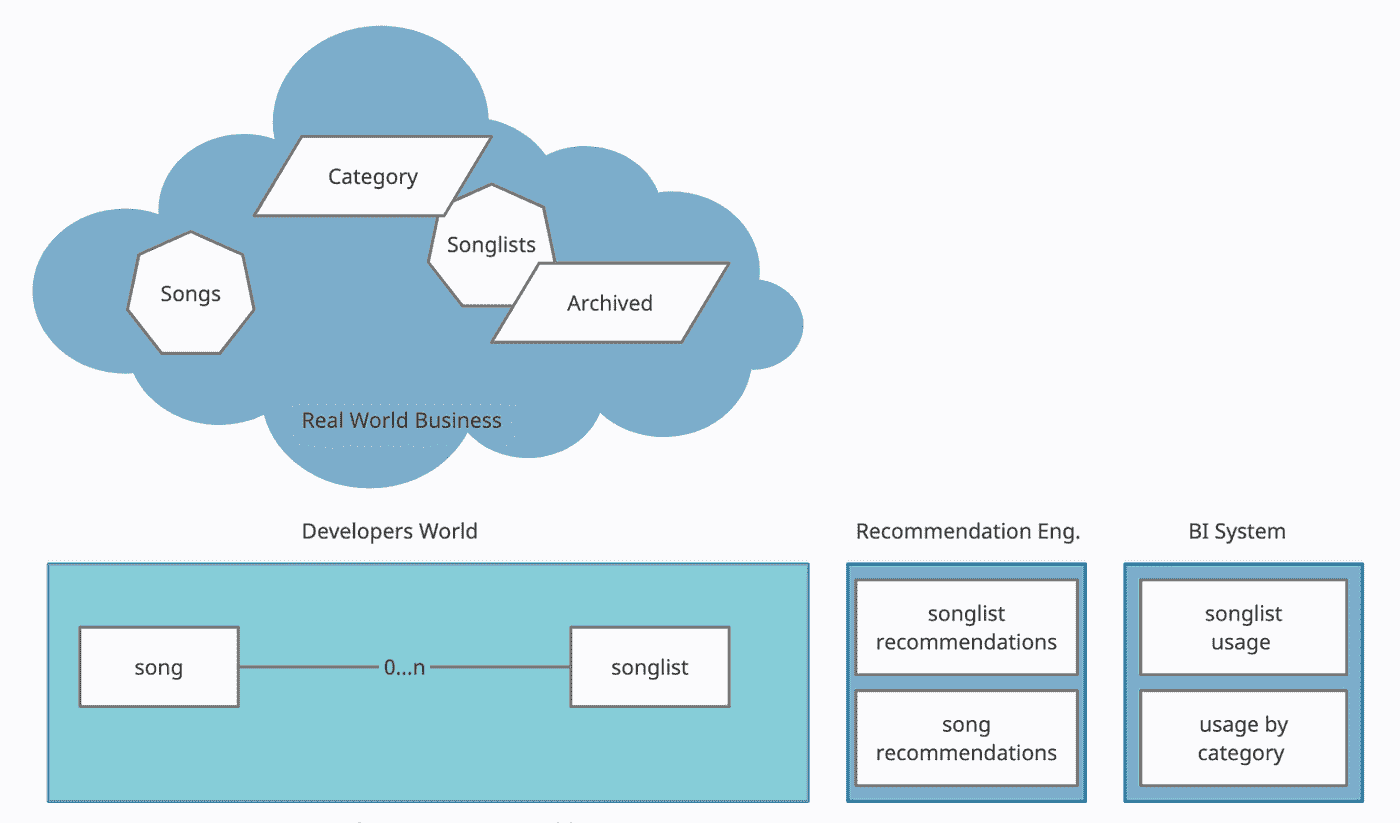 Category
Songlists
Songs
Archived
Real World Business
Developers World
Recommendation Eng.
BI System
song
0...n
songlist
songlist
recommendations
song
recommendations
songlist
usage
usage by
category